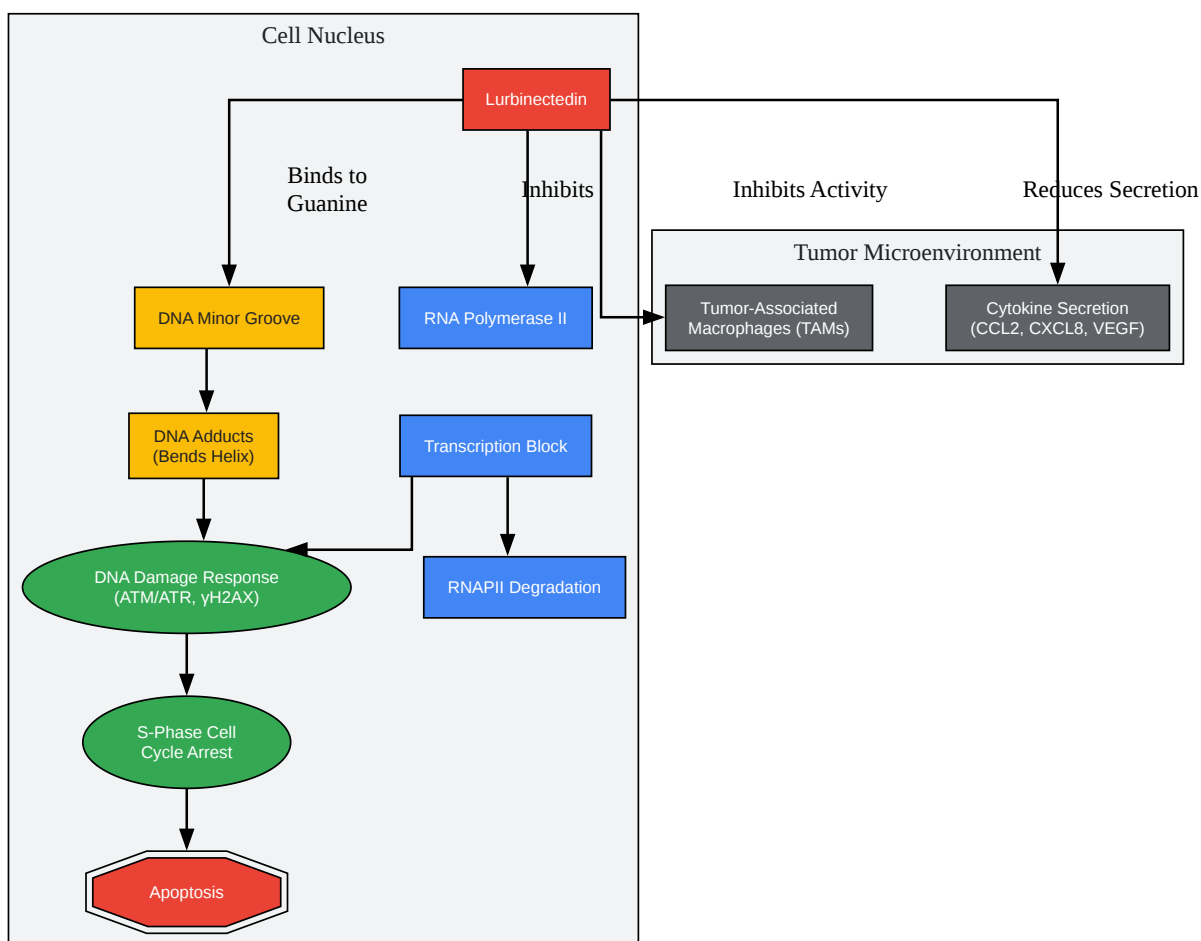 Cell Nucleus
Lurbinectedin
Binds to
Guanine
Inhibits
Inhibits Activity
Reduces Secretion
Tumor Microenvironment
DNA Minor Groove
RNA Polymerase II
Tumor-Associated
Macrophages (TAMs)
Cytokine Secretion
(CCL2, CXCL8, VEGF)
DNA Adducts
(Bends Helix)
Transcription Block
DNA Damage Response
(ATM/ATR, γH2AX)
RNAPII Degradation
S-Phase Cell
Cycle Arrest
Apoptosis